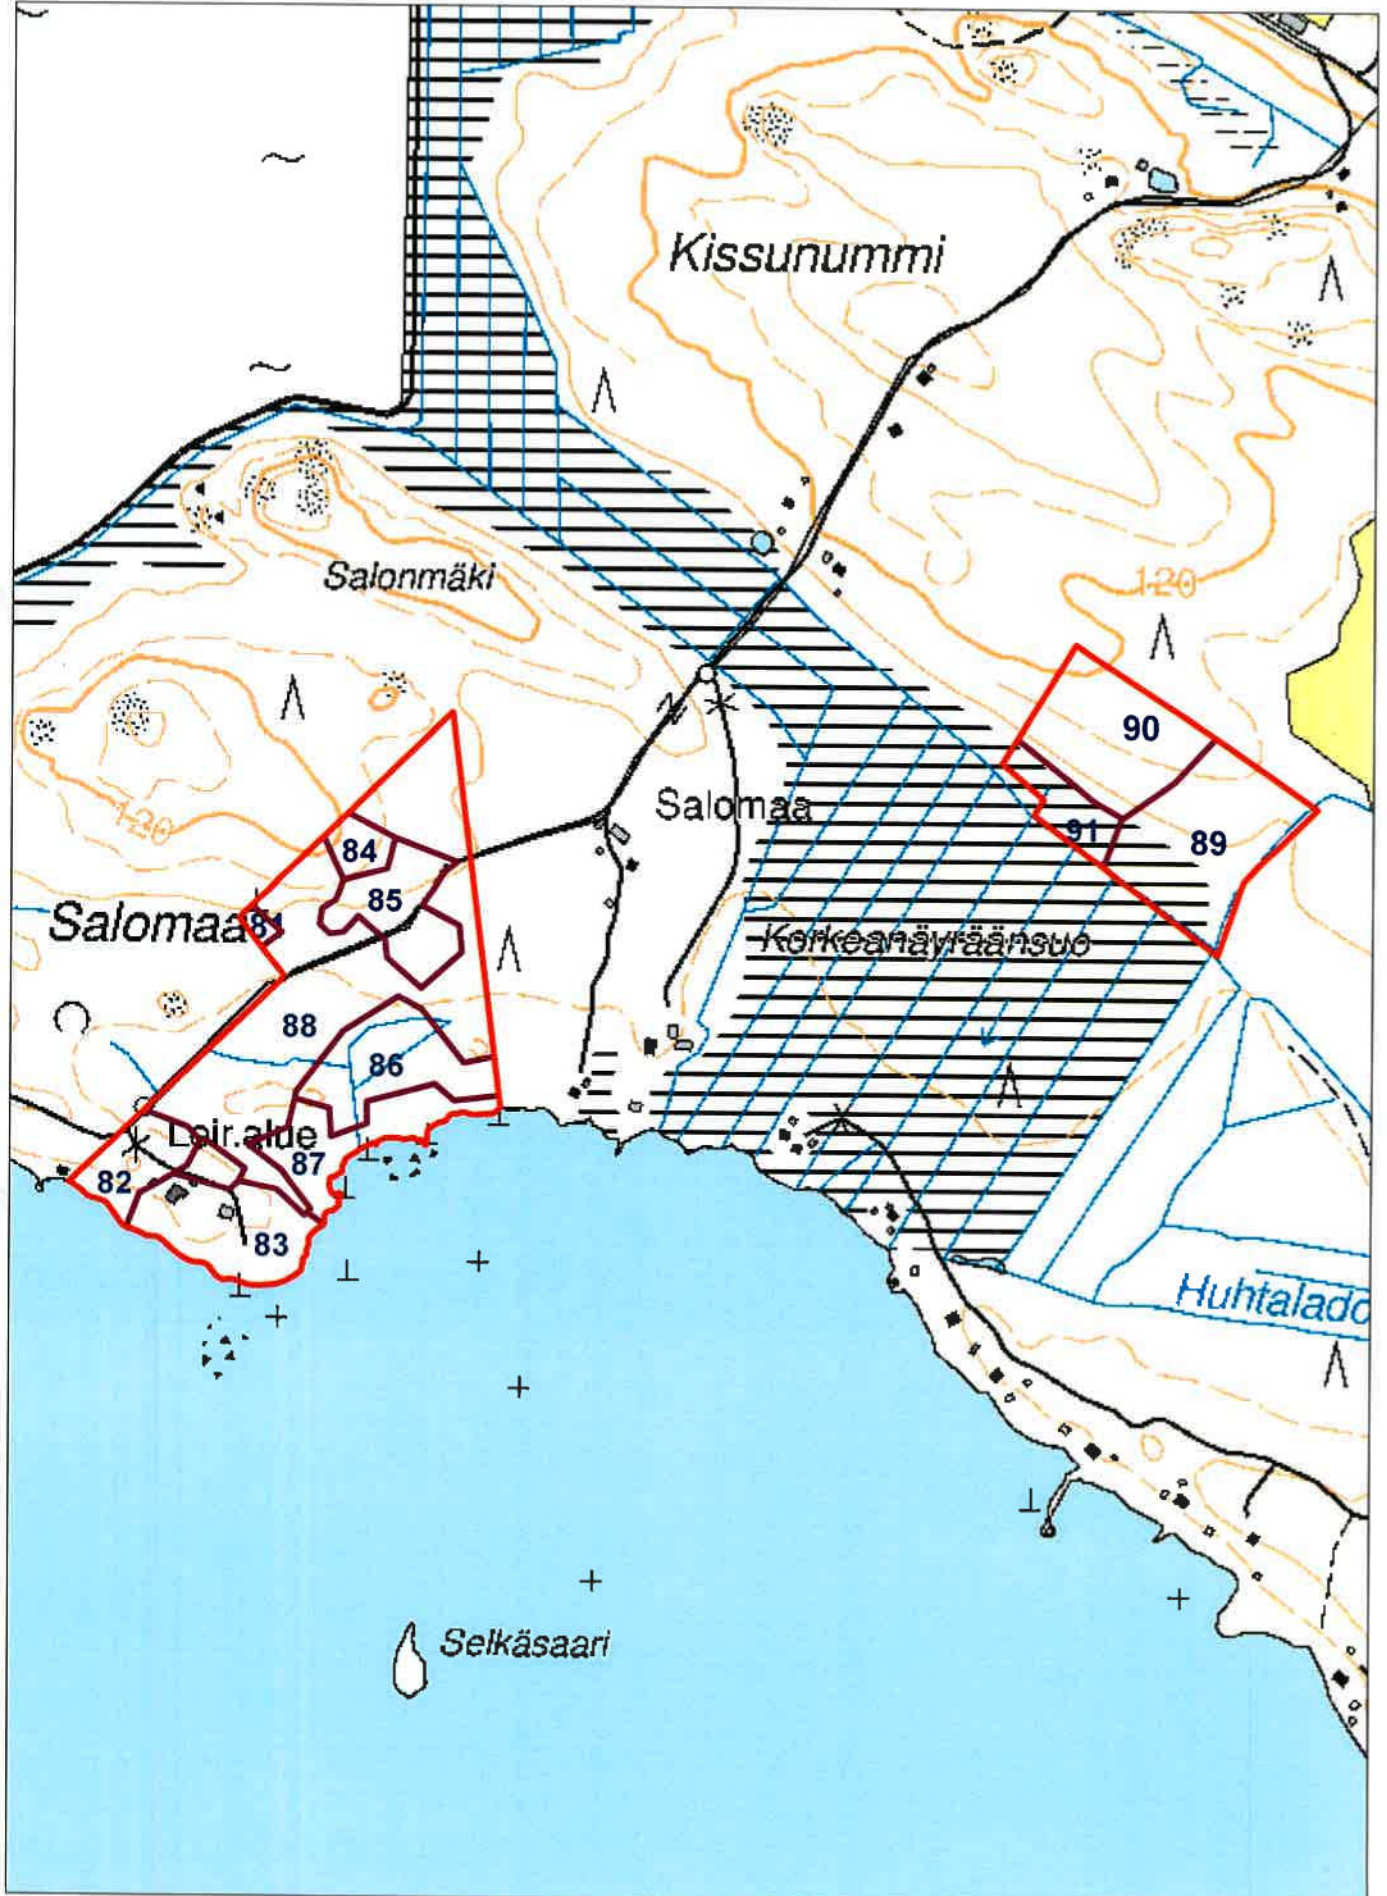 Kissunummi
Salonmäki
120
90
91
89
Salomaa
120
84
85
81
Salomaa
Korkeanäyräänsuo
88
86
Leir.alue
87
82
83
Huhtalado
Selkäsaari